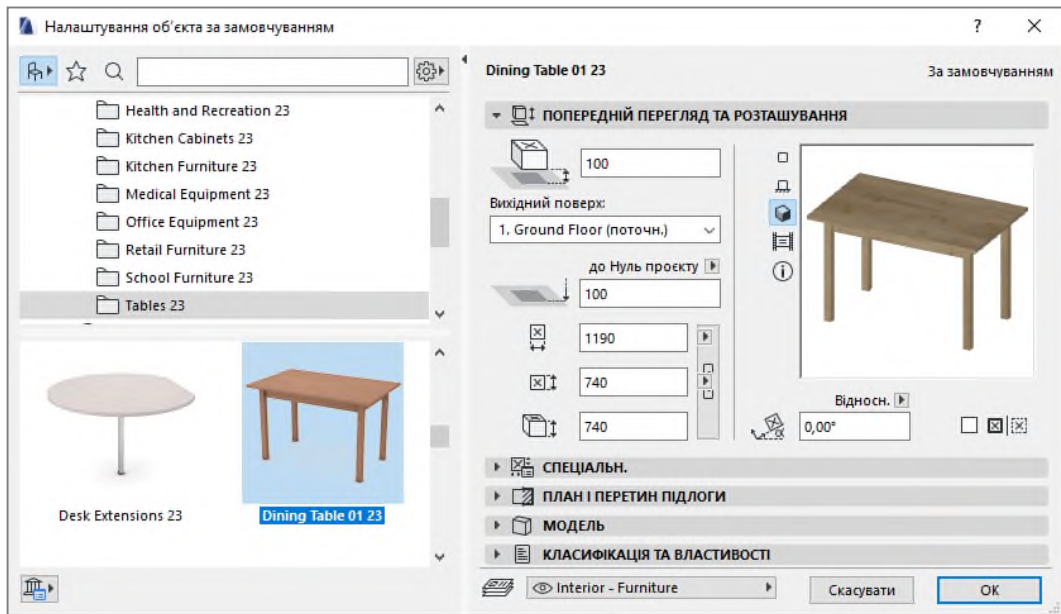 Налаштування об'єкта за замовчуванням
Health and Recreation 23
Kitchen Cabinets 23
Kitchen Furniture 23
Medical Equipment 23
Office Equipment 23
Retail Furniture 23
School Furniture 23
Tables 23
Desk Extensions 23
Dining Table 01 23
Dining Table 01 23
За замовчуванням
ПОПЕРЕДНІЙ ПЕРЕГЛЯД ТА РОЗТАШУВАННЯ
100
Вихідний поверх:
1. Ground Floor (поточн.)
до Нуль проєкту
100
1190
740
740
Відносн.
0,00°
СПЕЦІАЛЬН.
ПЛАН І ПЕРЕТИН ПІДЛОГИ
МОДЕЛЬ
КЛАСИФІКАЦІЯ ТА ВЛАСТИВОСТІ
Interior - Furniture
Скасувати
OK